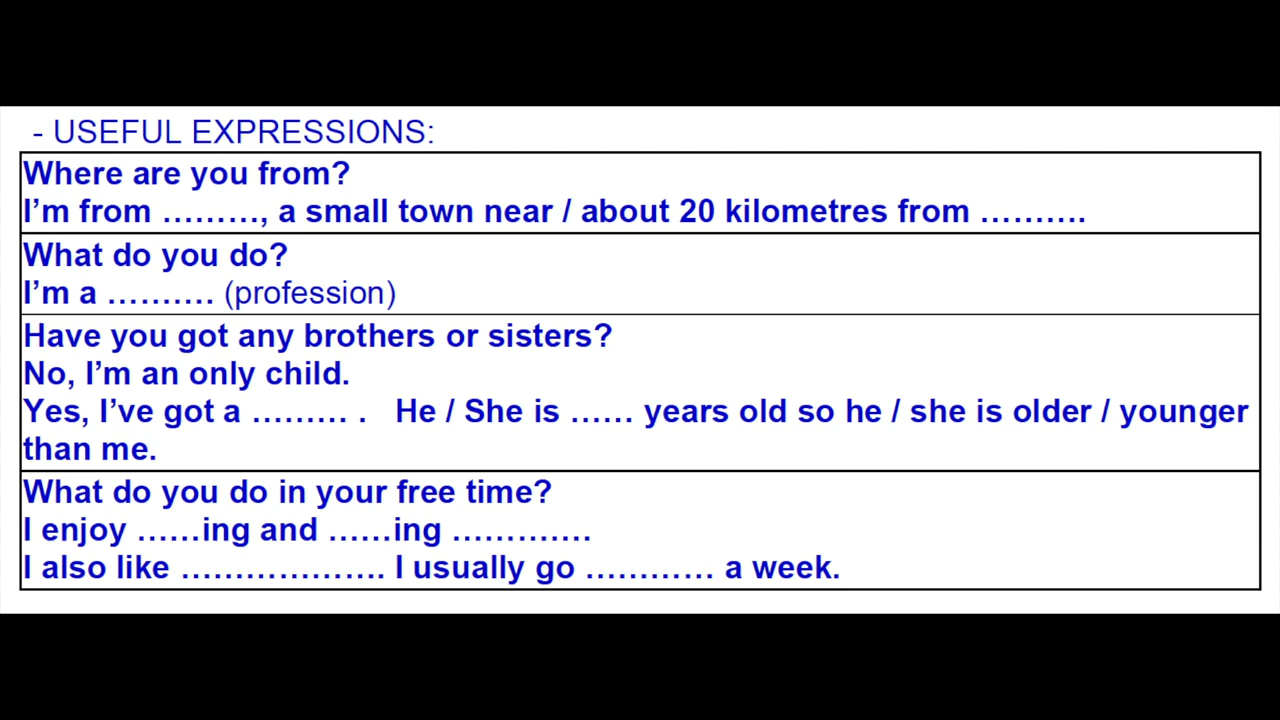 - USEFUL EXPRESSIONS:
Where are you from?
I’m from ………, a small town near / about 20 kilometres from ……….
What do you do?
I’m a ………. (profession)
Have you got any brothers or sisters?
No, I’m an only child.
Yes, I’ve got a ……… . He / She is …… years old so he / she is older / younger
than me.
What do you do in your free time?
I enjoy ……ing and ……ing ………….
I also like ………………. I usually go ………… a week.